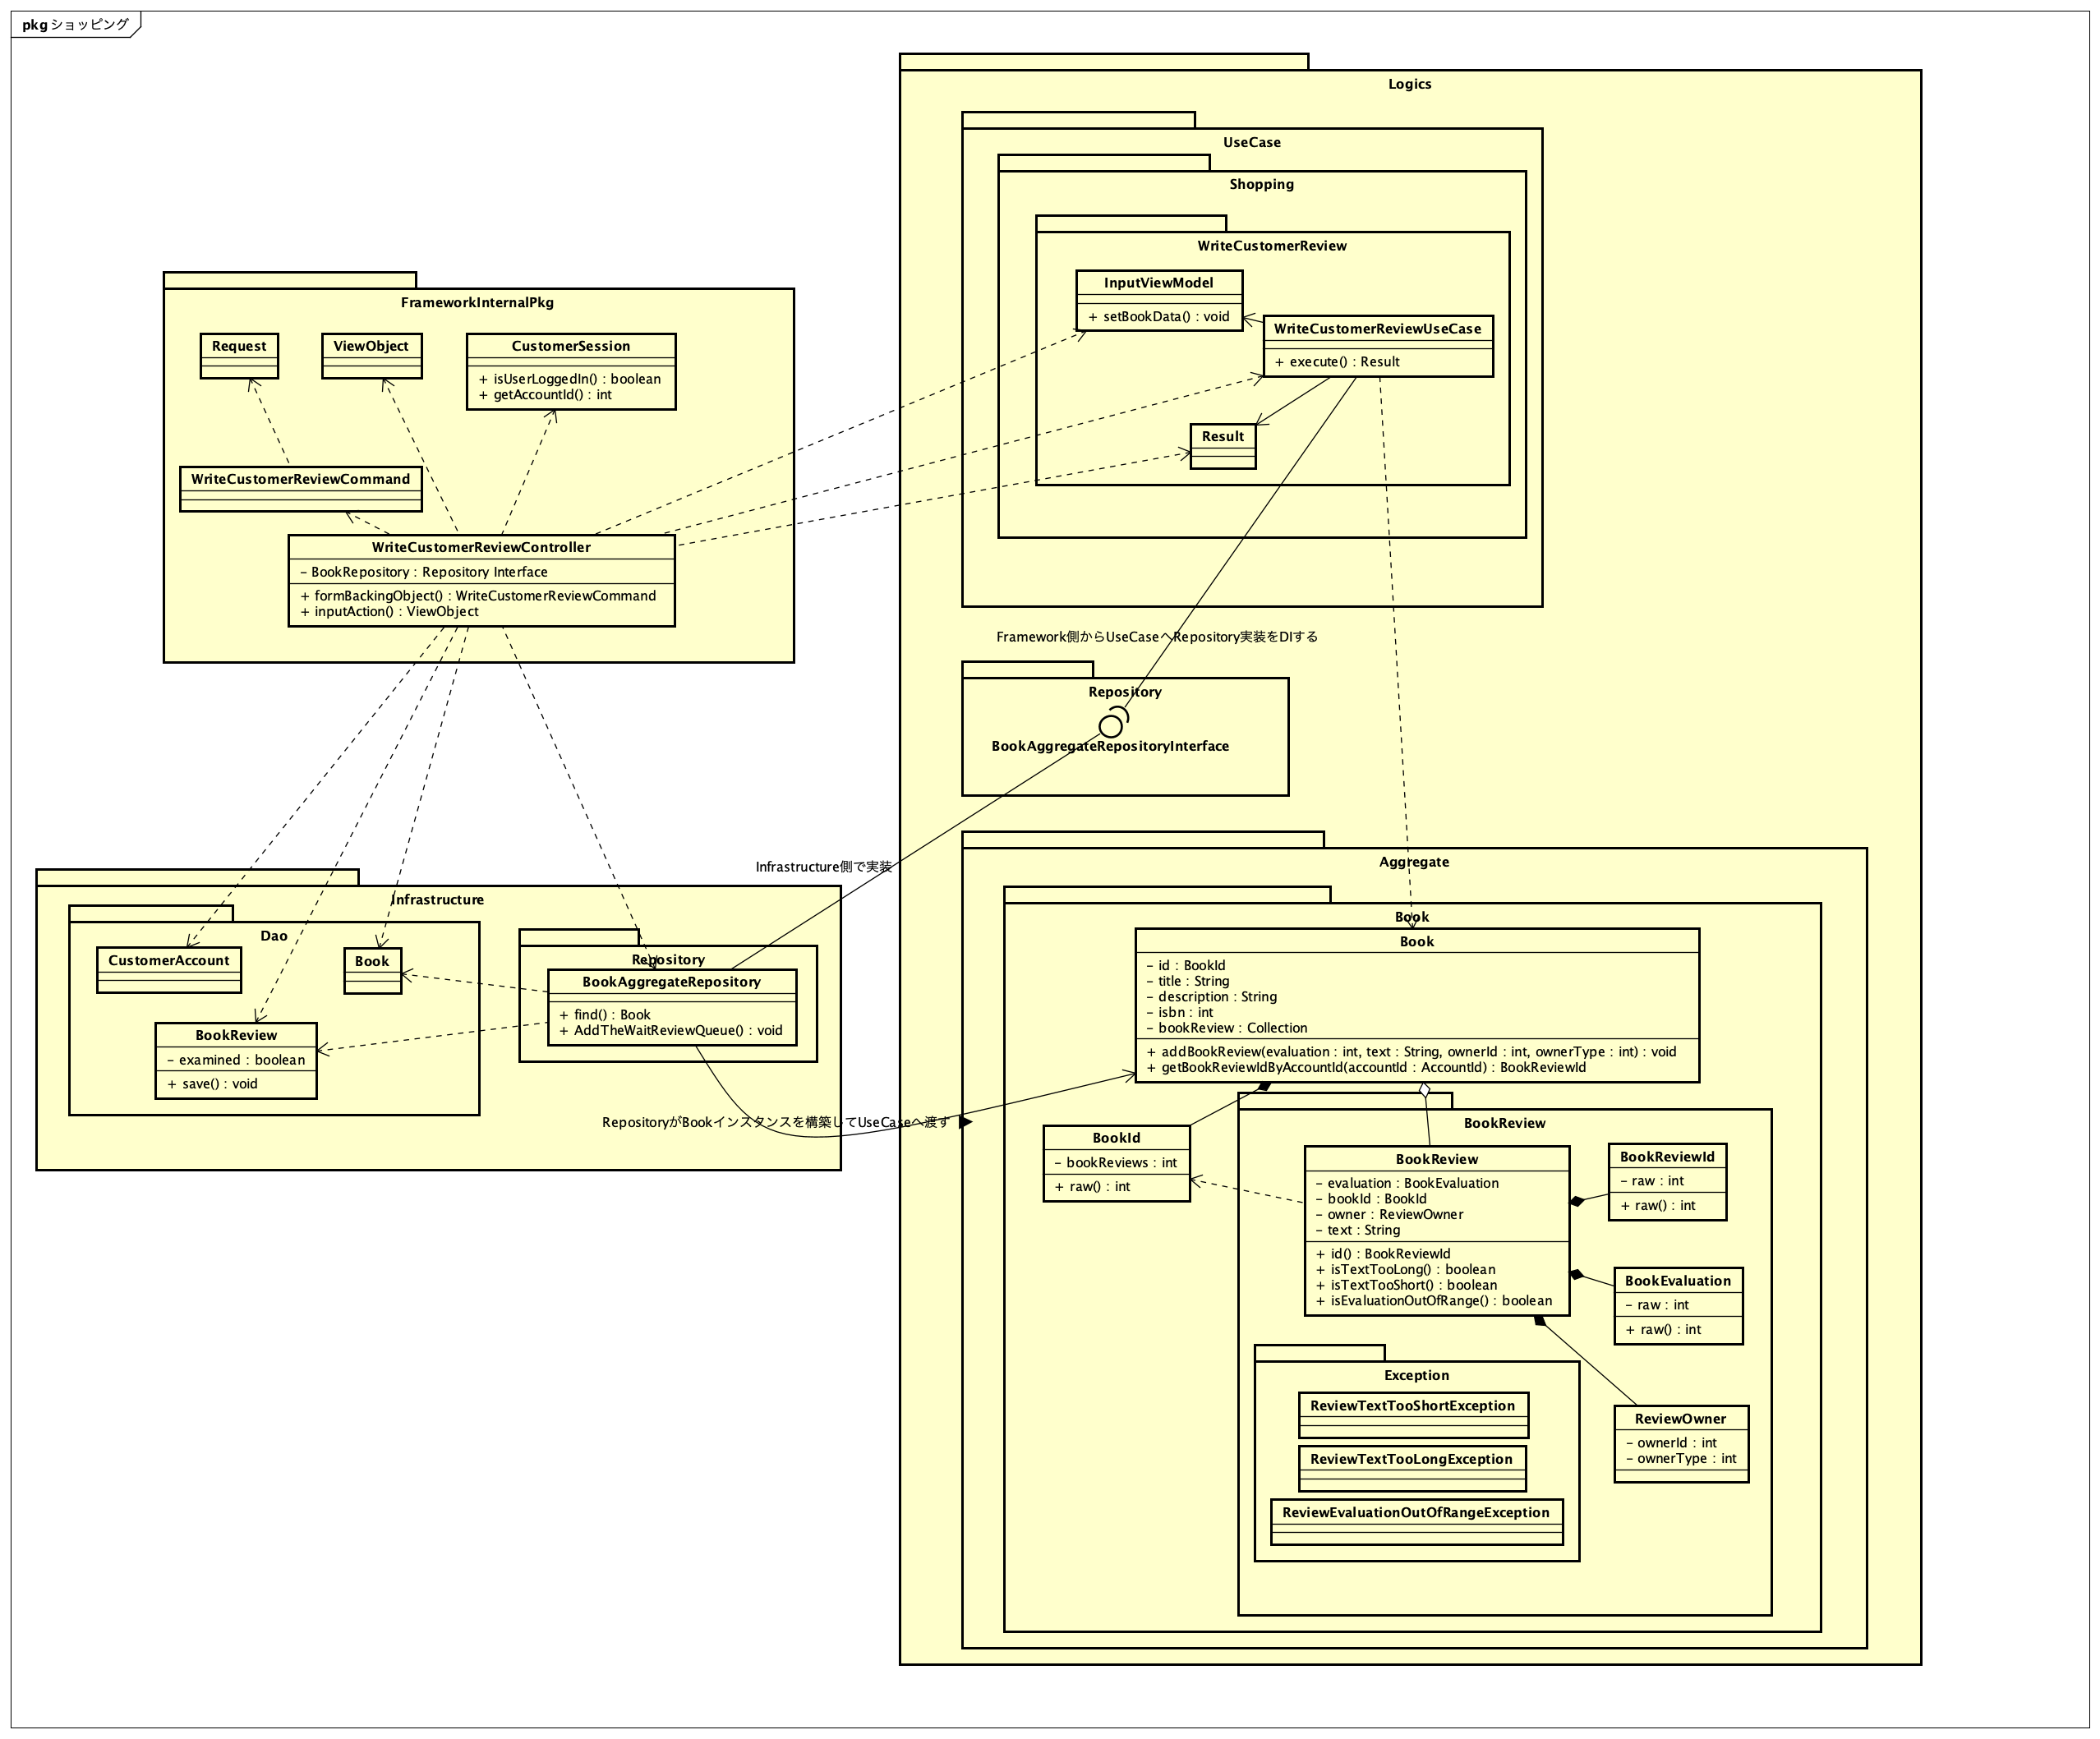 pkg ショッピング
Logics
UseCase
Shopping
WriteCustomerReview
InputViewModel
+ setBookData() : void
WriteCustomerReviewUseCase
+ execute() : Result
Result
FrameworkInternalPkg
Request
ViewObject
CustomerSession
+ isUserLoggedIn() : boolean
+ getAccountId() : int
WriteCustomerReviewCommand
WriteCustomerReviewController
- BookRepository : Repository Interface
+ formBackingObject() : WriteCustomerReviewCommand
+ inputAction() : ViewObject
Framework側からUseCaseへRepository実装をDIする
Repository
BookAggregateRepositoryInterface
Infrastructure側で実装
Infrastructure
Dao
CustomerAccount
Book
BookReview
- examined : boolean
+ save() : void
Repository
BookAggregateRepository
+ find() : Book
+ AddTheWaitReviewQueue() : void
RepositoryがBookインスタンスを構築してUseCaseへ渡す
Aggregate
Book
Book
- id : BookId
- title : String
- description : String
- isbn : int
- bookReview : Collection
+ addBookReview(evaluation : int, text : String, ownerId : int, ownerType : int) : void
+ getBookReviewIdByAccountId(accountId : AccountId) : BookReviewId
BookId
- bookReviews : int
+ raw() : int
BookReview
BookReview
- evaluation : BookEvaluation
- bookId : BookId
- owner : ReviewOwner
- text : String
+ id() : BookReviewId
+ isTextTooLong() : boolean
+ isTextTooShort() : boolean
+ isEvaluationOutOfRange() : boolean
BookReviewId
- raw : int
+ raw() : int
BookEvaluation
- raw : int
+ raw() : int
ReviewOwner
- ownerId : int
- ownerType : int
Exception
ReviewTextTooShortException
ReviewTextTooLongException
ReviewEvaluationOutOfRangeException